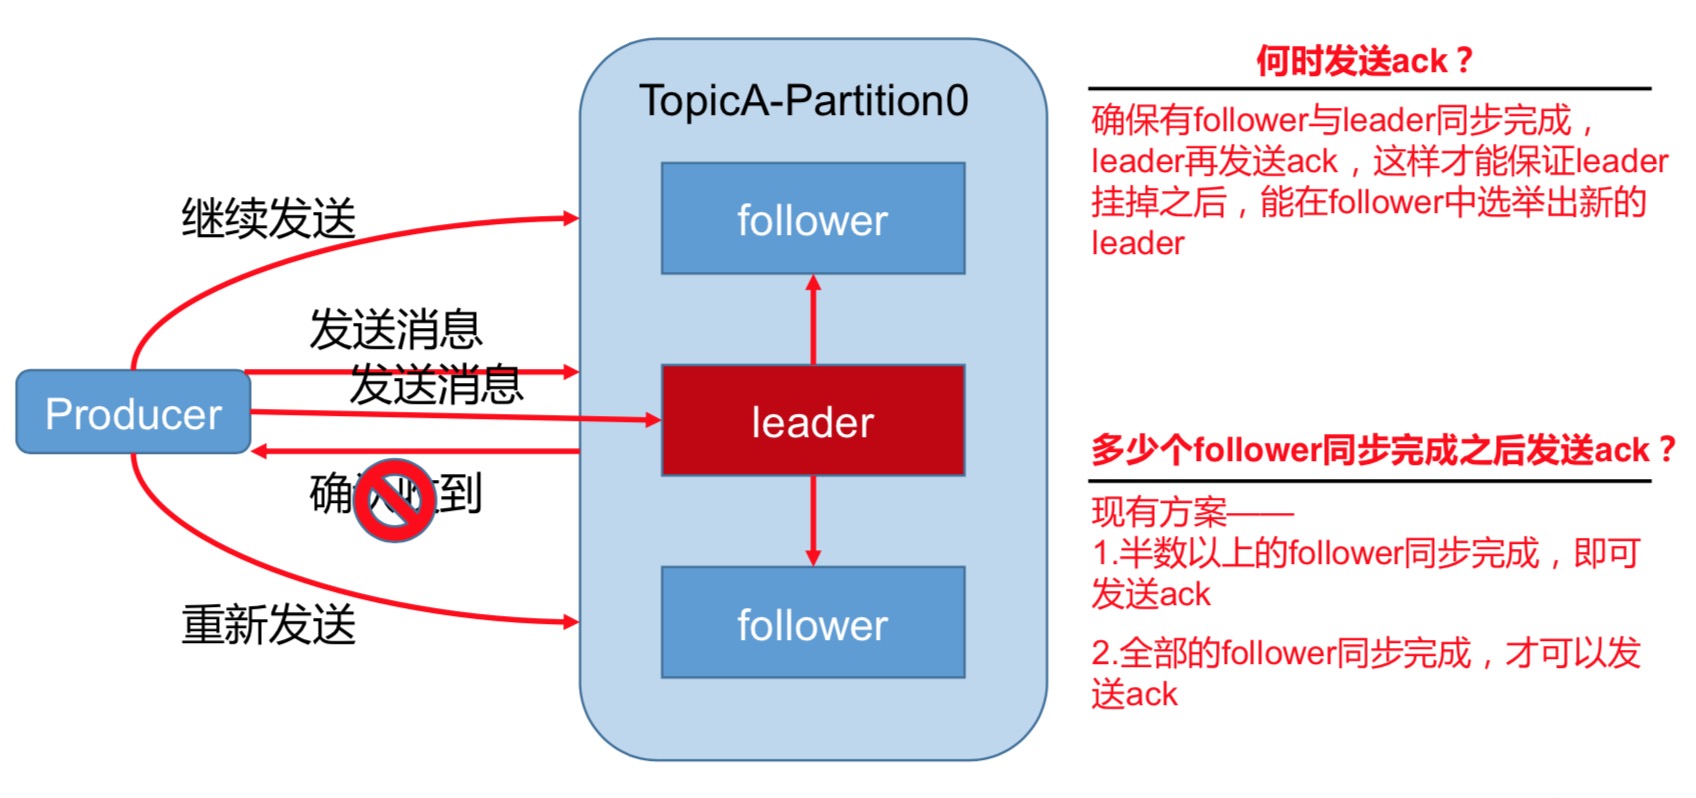 TopicA-Partition0
follower
leader
follower
继续发送
发送消息
发送消息
Producer
确认收到
重新发送
何时发送ack？
确保有follower与leader同步完成，
leader再发送ack，这样才能保证leader
挂掉之后，能在follower中选举出新的
leader
多少个follower同步完成之后发送ack？
现有方案——
1.半数以上的follower同步完成，即可
发送ack
2.全部的follower同步完成，才可以发
送ack